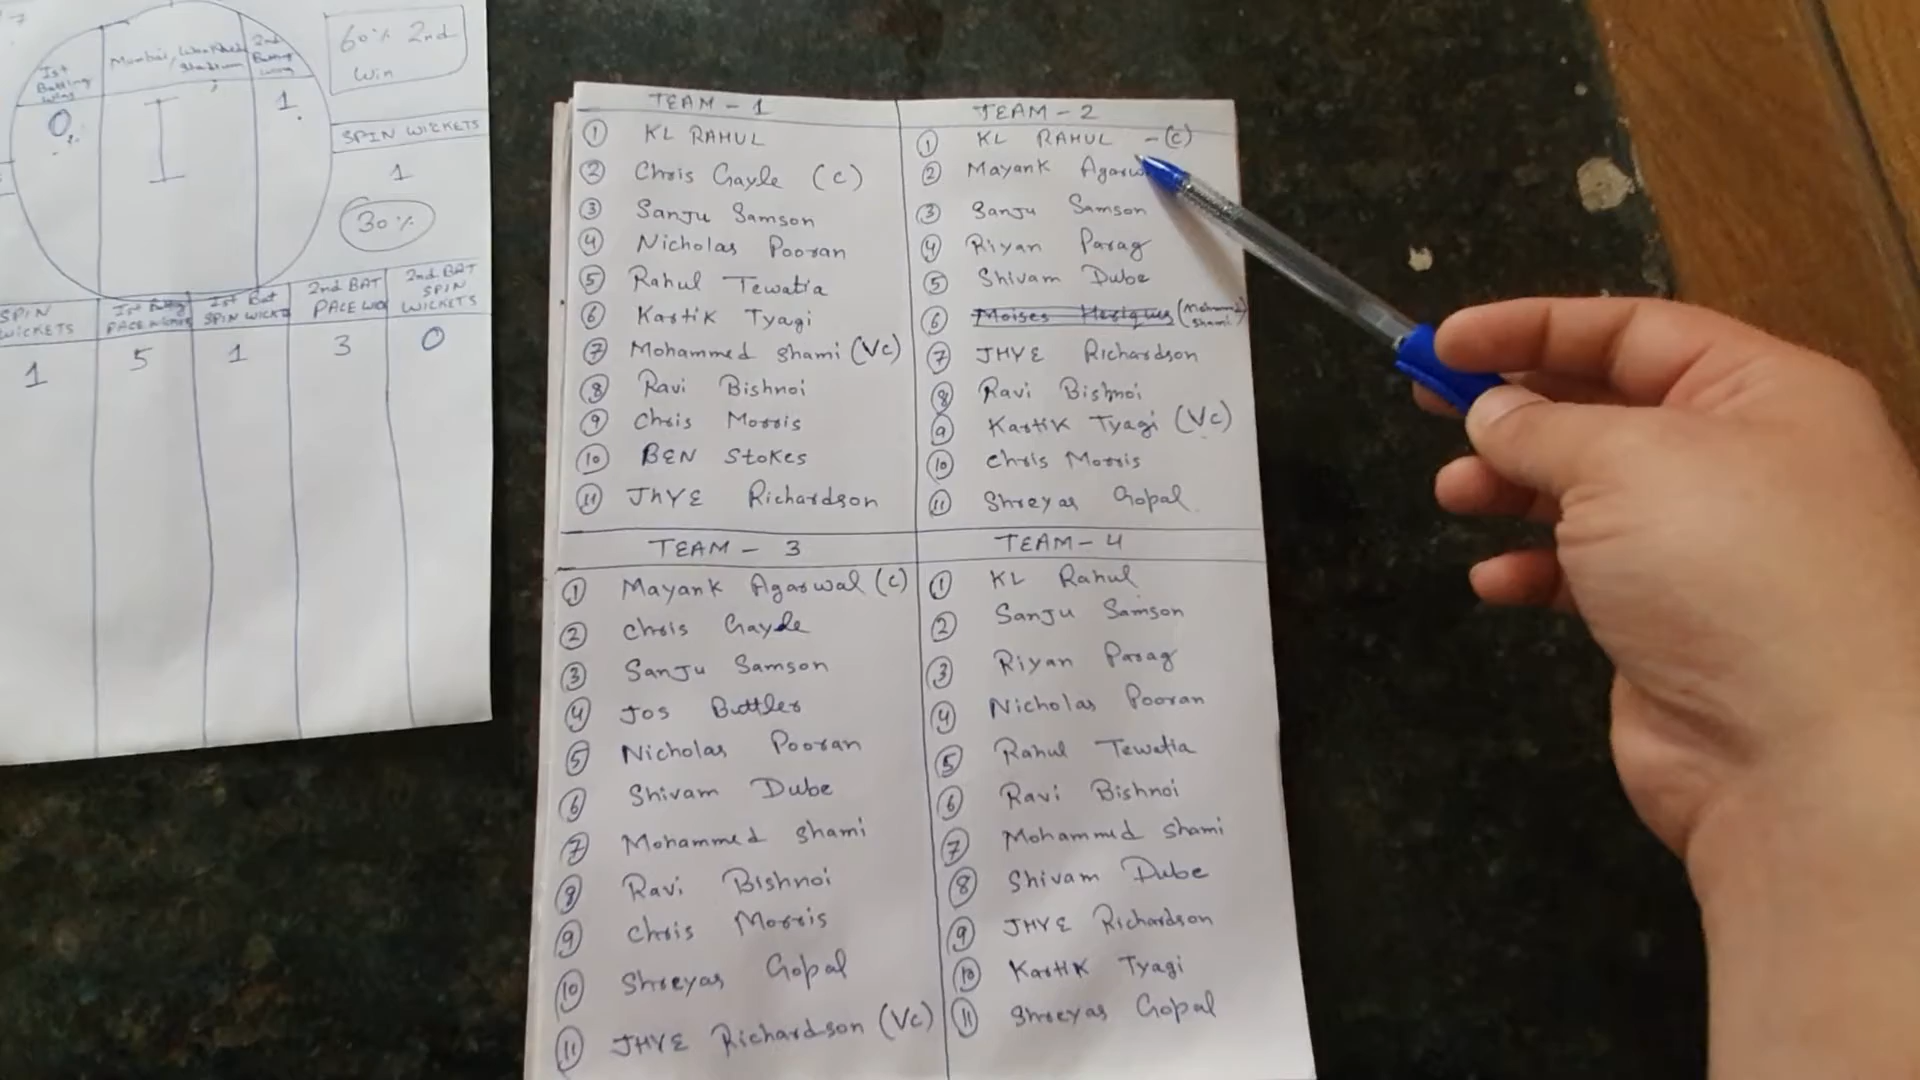 60% 2nd
Win
1st
Batting
wins
Mumbai, Wankhede
Stadium
2nd
Batting
wins
0
1
SPIN WICKETS
1
30%
SPIN
WICKETS
1st Batting
PACE Wickets
1st Bat
SPIN WICKT
2nd BAT
PACE WC
2nd BAT
SPIN
WICKETS
1
5
1
3
0
TEAM - 1
1 KL RAHUL
2 Chris Gayle (C)
3 Sanju Samson
4 Nicholas Pooran
5 Rahul Tewatia
6 Kartik Tyagi
7 Mohammed Shami (VC)
8 Ravi Bishnoi
9 Chris Morris
10 BEN Stokes
11 JhYE Richardson
TEAM - 2
1 KL RAHUL - (C)
2 Mayank Agarw
3 Sanju Samson
4 Riyan Parag
5 Shivam Dube
6 Moises Heriques (Mohammed
Shami)
7 JHYE Richardson
8 Ravi Bishnoi
9 Kartik Tyagi (VC)
10 Chris Morris
11 Shreyas Gopal
TEAM - 3
1 Mayank Agarwal (C)
2 Chris Gayle
3 Sanju Samson
4 Jos Buttler
5 Nicholas Pooran
6 Shivam Dube
7 Mohammed Shami
8 Ravi Bishnoi
9 Chris Morris
10 Shreyas Gopal
11 JHYE Richardson (VC)
TEAM - 4
1 KL Rahul
2 Sanju Samson
3 Riyan Parag
4 Nicholas Pooran
5 Rahul Tewatia
6 Ravi Bishnoi
7 Mohammed Shami
8 Shivam Dube
9 JHYE Richardson
10 Kartik Tyagi
11 Shreyas Gopal